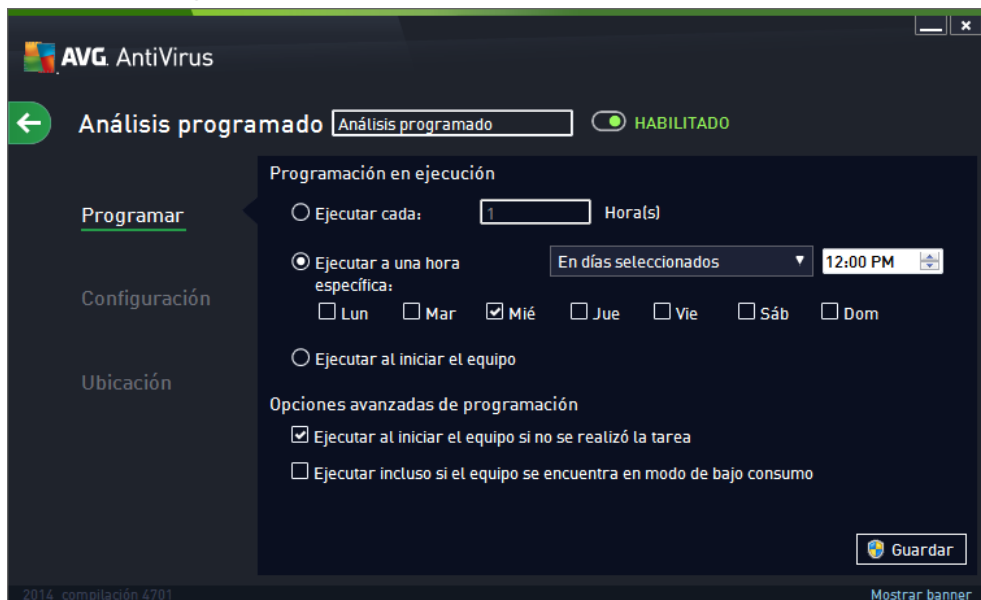 AVG. AntiVirus
Análisis programado Análisis programado HABILITADO
Programar
Configuración
Ubicación
Programación en ejecución
Ejecutar cada: 1 Hora(s)
Ejecutar a una hora
específica:
En días seleccionados 12:00 PM
Lun Mar Mié Jue Vie Sáb Dom
Ejecutar al iniciar el equipo
Opciones avanzadas de programación
Ejecutar al iniciar el equipo si no se realizó la tarea
Ejecutar incluso si el equipo se encuentra en modo de bajo consumo
Guardar
2014 compilación 4701
Mostrar banner